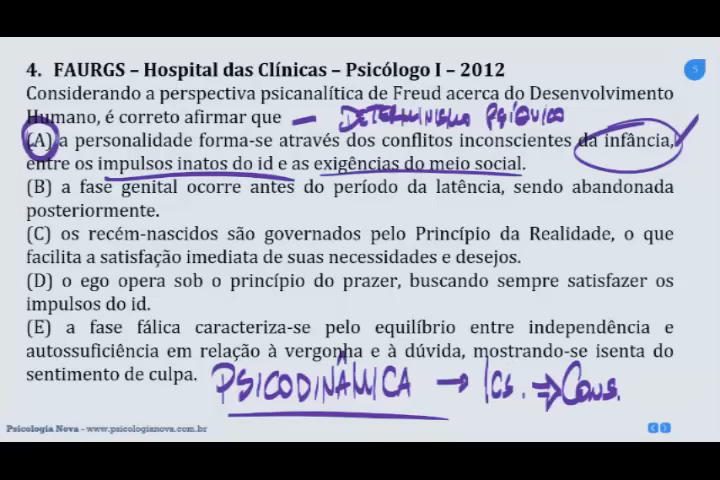 4. FAURGS – Hospital das Clínicas – Psicólogo I – 2012
5
Considerando a perspectiva psicanalítica de Freud acerca do Desenvolvimento
Humano, é correto afirmar que – DETERMINISMO PSÍQUICO
(A) a personalidade forma-se através dos conflitos inconscientes da infância,
entre os impulsos inatos do id e as exigências do meio social.
(B) a fase genital ocorre antes do período da latência, sendo abandonada
posteriormente.
(C) os recém-nascidos são governados pelo Princípio da Realidade, o que
facilita a satisfação imediata de suas necessidades e desejos.
(D) o ego opera sob o princípio do prazer, buscando sempre satisfazer os
impulsos do id.
(E) a fase fálica caracteriza-se pelo equilíbrio entre independência e
autossuficiência em relação à vergonha e à dúvida, mostrando-se isenta do
sentimento de culpa.
PSICODINÂMICA → Ics. ⇒ Cons.
Psicologia Nova - www.psicologianova.com.br